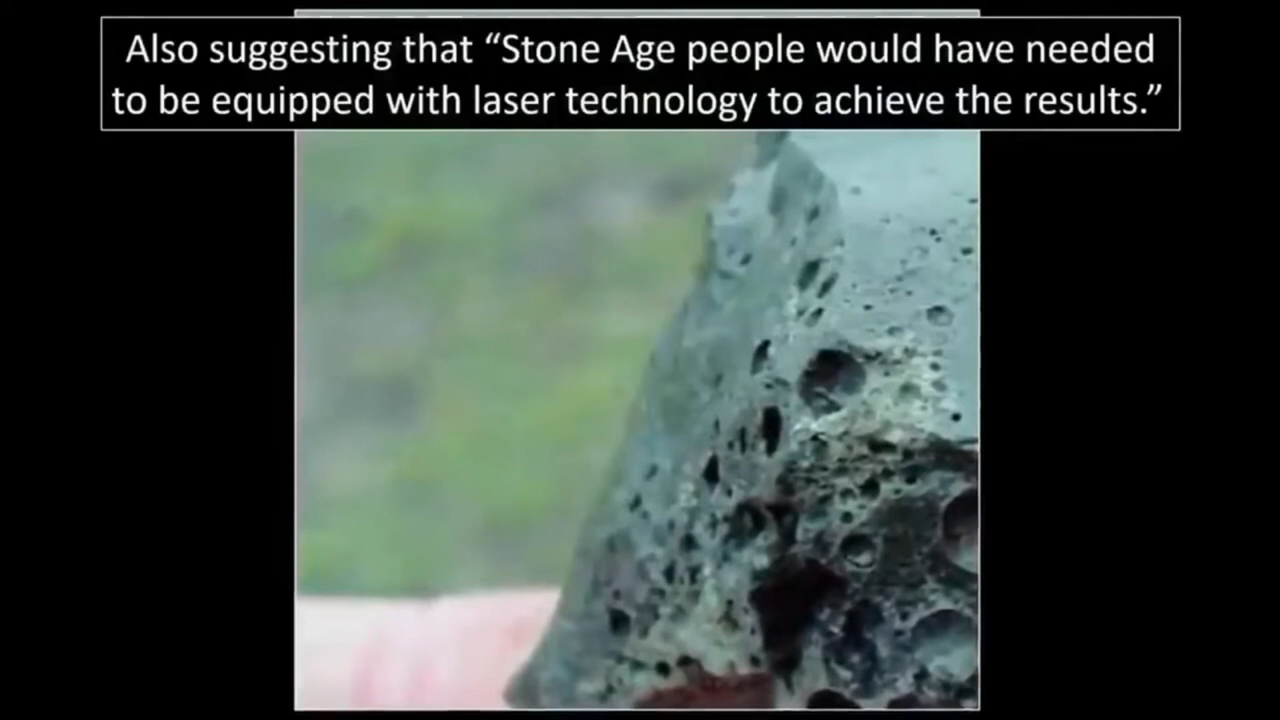 Also suggesting that “Stone Age people would have needed
to be equipped with laser technology to achieve the results.”